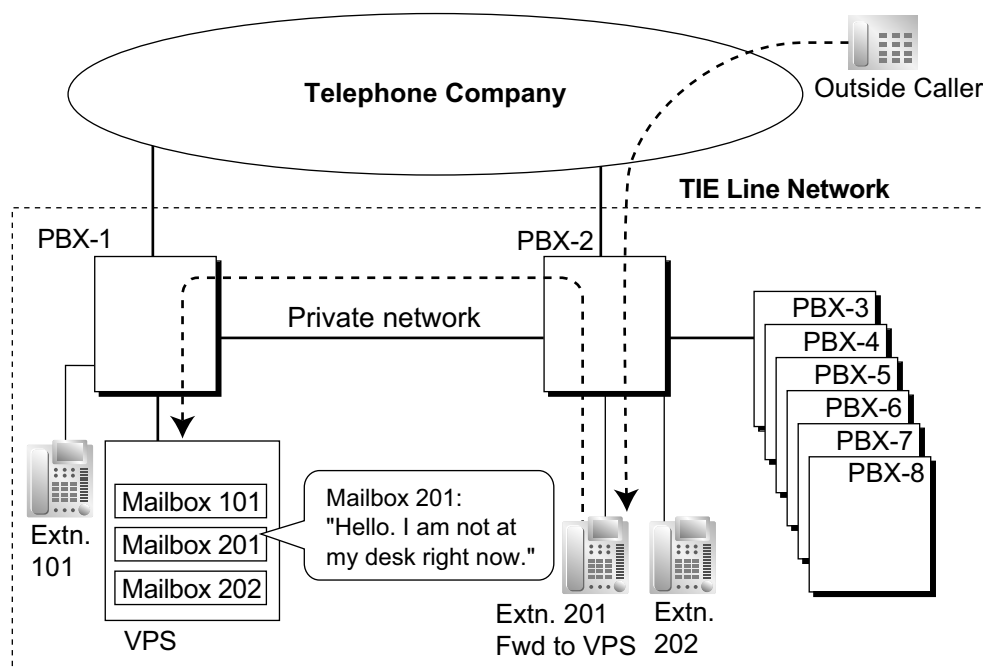 Telephone Company
Outside Caller
TIE Line Network
PBX-1
PBX-2
Private network
PBX-3
PBX-4
PBX-5
PBX-6
PBX-7
PBX-8
Extn.
101
Mailbox 101
Mailbox 201
Mailbox 202
VPS
Mailbox 201:
"Hello. I am not at
my desk right now."
Extn. 201
Fwd to VPS
Extn.
202